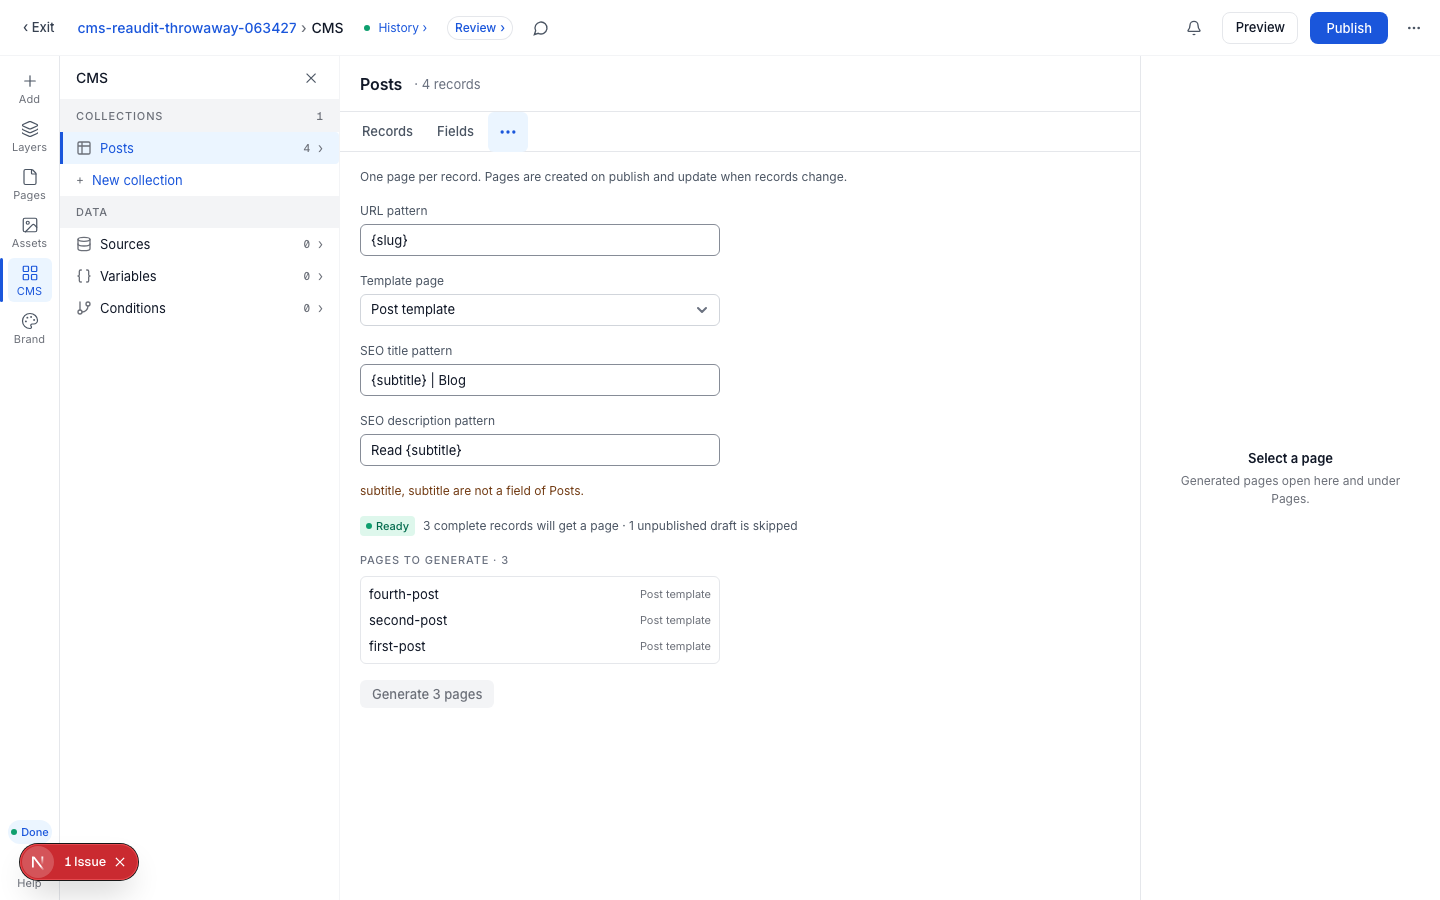 ‹ Exit
cms-reaudit-throwaway-063427 › CMS
History ›
Review ›
Preview
Publish
Add
Layers
Pages
Assets
CMS
Brand
Done
1 Issue
Help
CMS
COLLECTIONS 1
Posts 4 ›
+ New collection
DATA
Sources 0 ›
Variables 0 ›
Conditions 0 ›
Posts · 4 records
Records Fields
One page per record. Pages are created on publish and update when records change.
URL pattern
{slug}
Template page
Post template
SEO title pattern
{subtitle} | Blog
SEO description pattern
Read {subtitle}
subtitle, subtitle are not a field of Posts.
Ready 3 complete records will get a page · 1 unpublished draft is skipped
PAGES TO GENERATE · 3
fourth-post Post template
second-post Post template
first-post Post template
Generate 3 pages
Select a page
Generated pages open here and under
Pages.